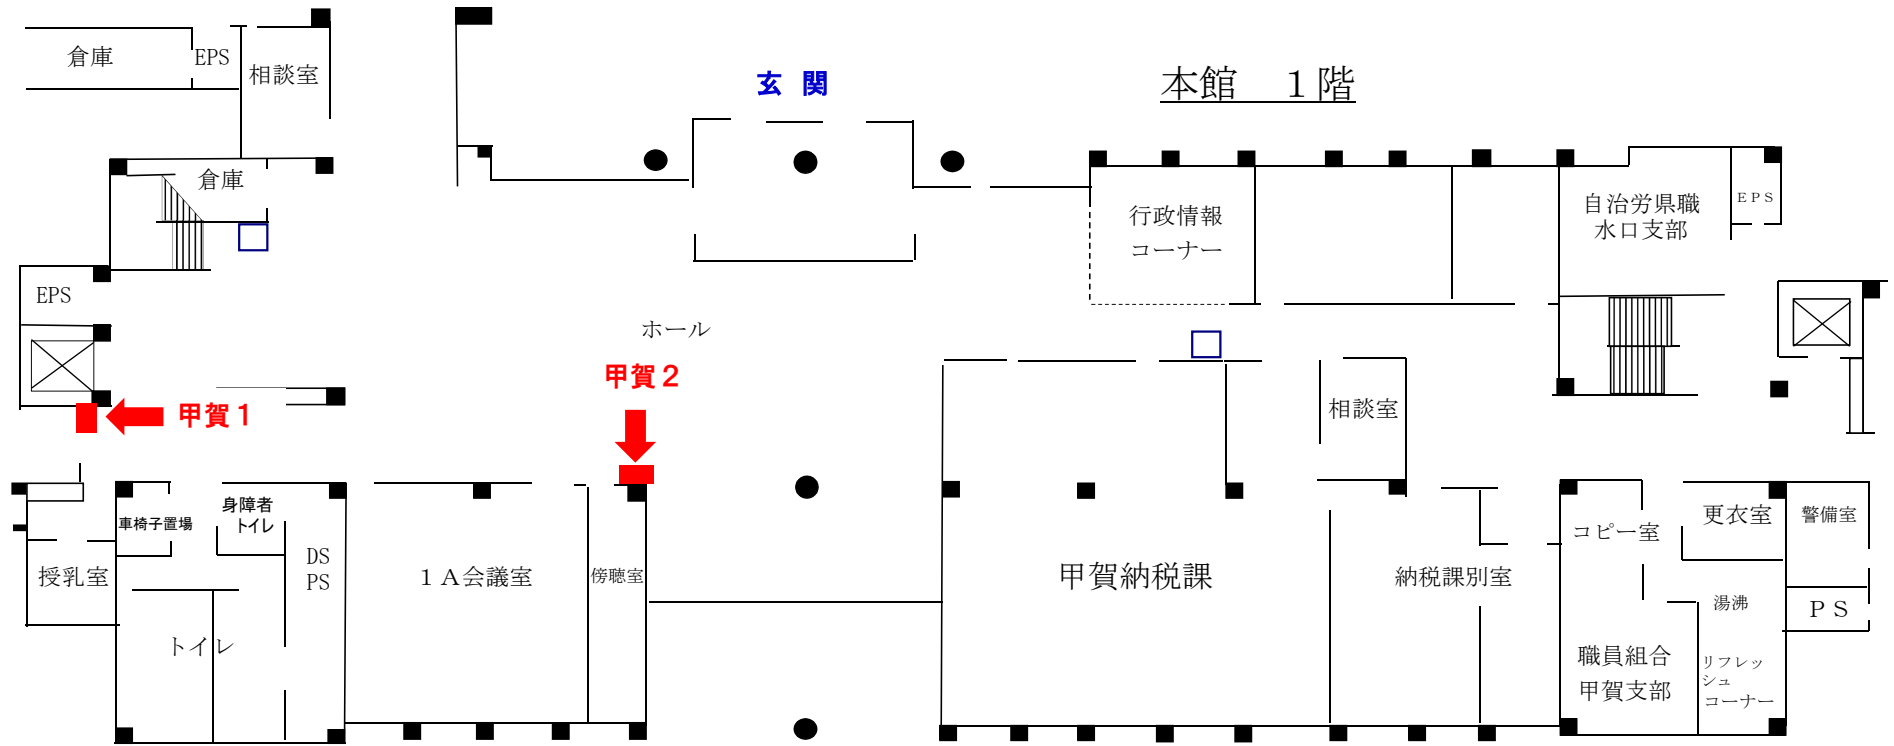 本館　１階
玄　関
倉庫
EPS
相談室
倉庫
EPS
行政情報
コーナー
自治労県職
水口支部
ＥＰＳ
ホール
甲賀２
甲賀１
相談室
車椅子置場
身障者
トイレ
DS
PS
授乳室
トイレ
１Ａ会議室
傍聴室
甲賀納税課
納税課別室
コピー室
更衣室
警備室
湯沸
ＰＳ
職員組合
甲賀支部
リフレッ
シュ
コーナー